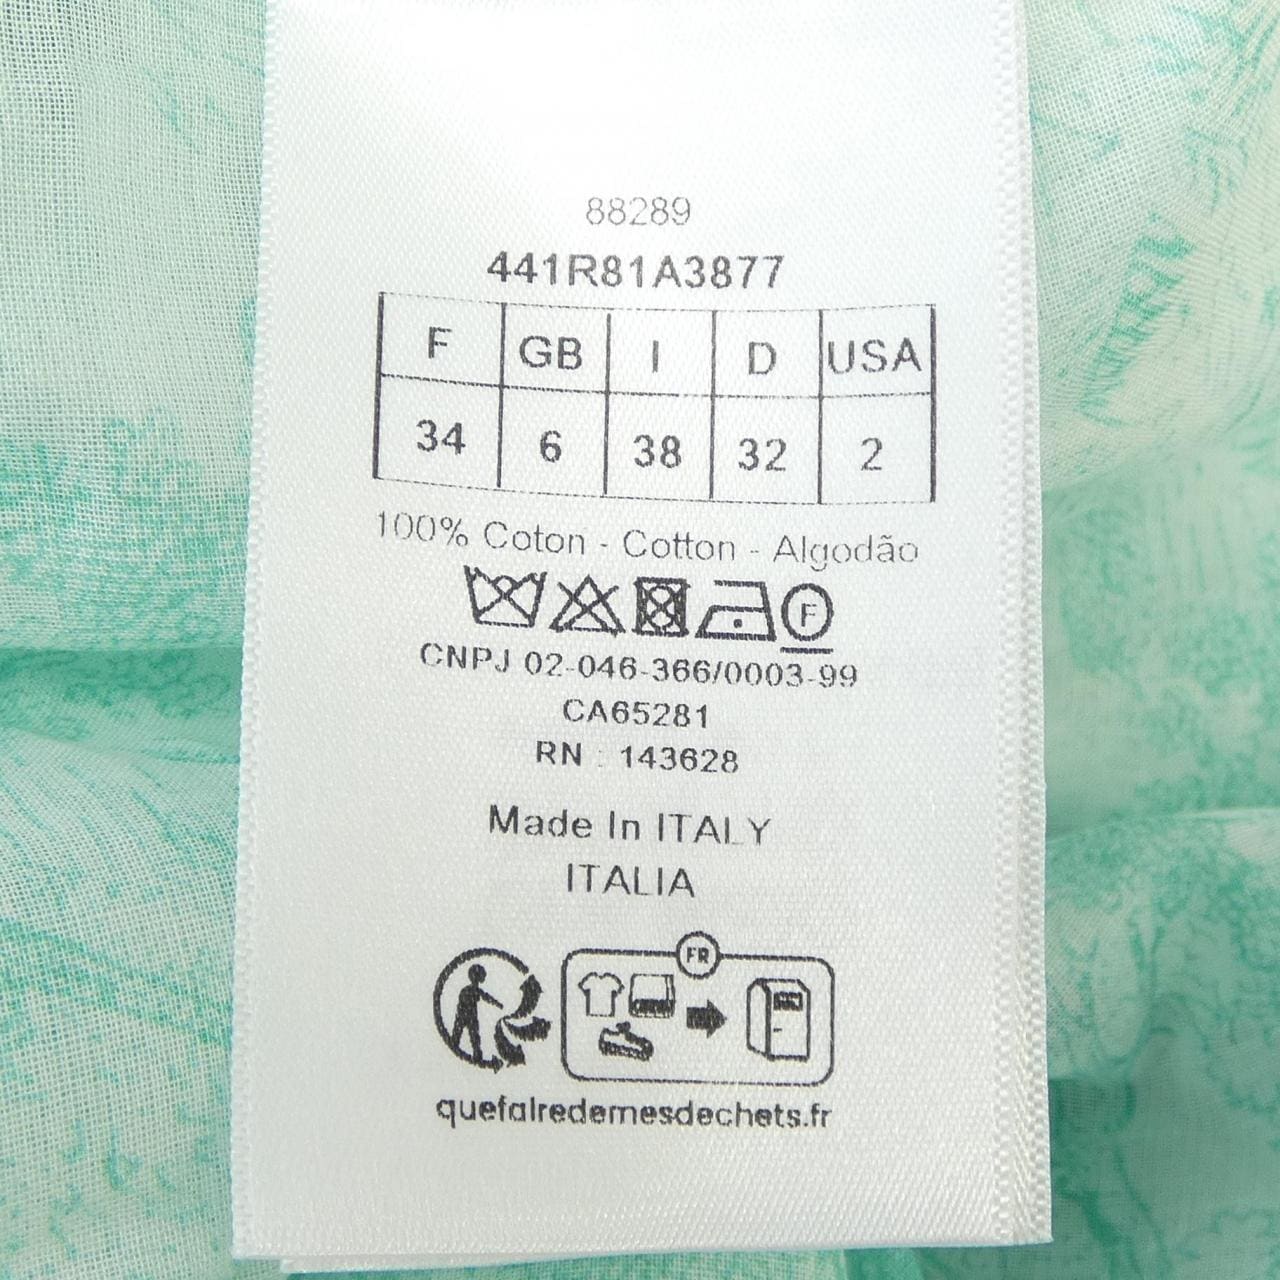 88289
441R81A3877
F GB I D USA
34 6 38 32 2
100% Coton - Cotton - Algodão
F
CNPJ 02-046-366/0003-99
CA65281
RN : 143628
Made In ITALY
ITALIA
FR
quefairedemesdechets.fr